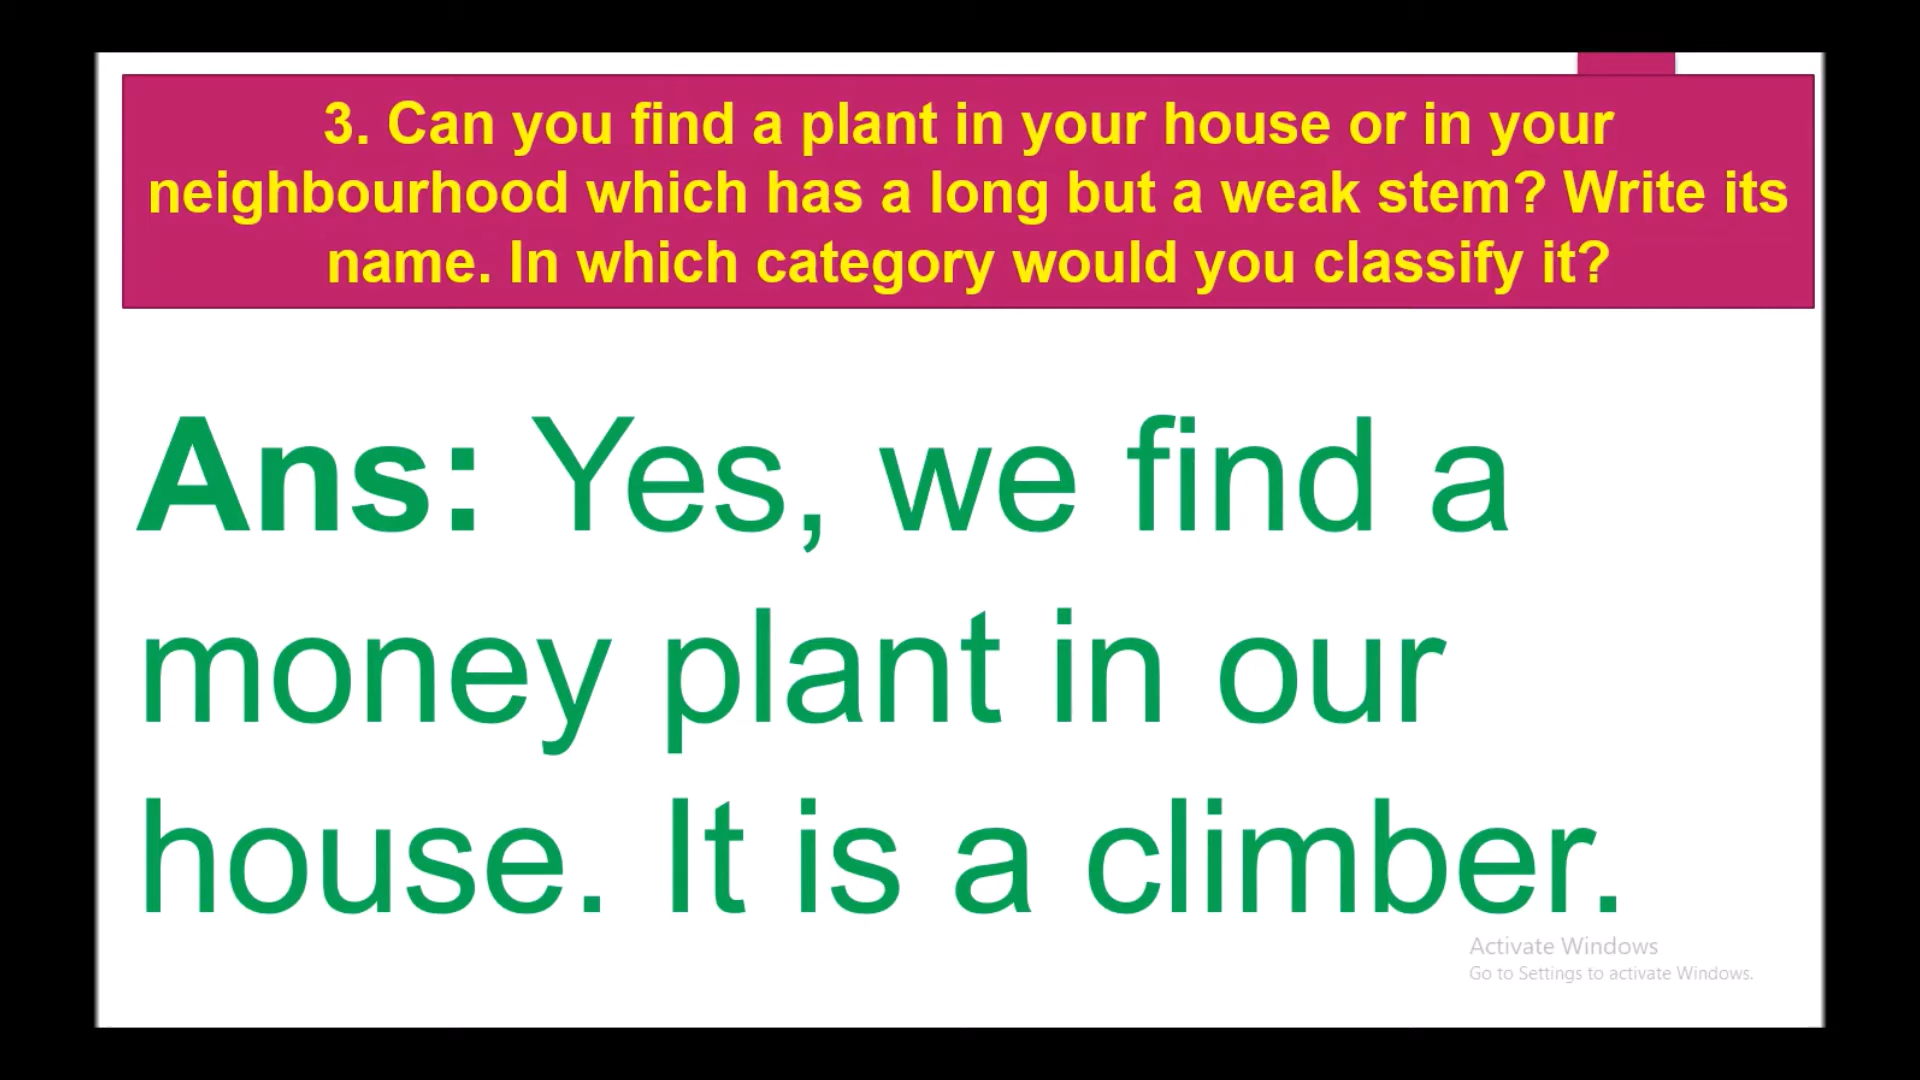 3. Can you find a plant in your house or in your
neighbourhood which has a long but a weak stem? Write its
name. In which category would you classify it?
Ans: Yes, we find a
money plant in our
house. It is a climber.
Activate Windows
Go to Settings to activate Windows.